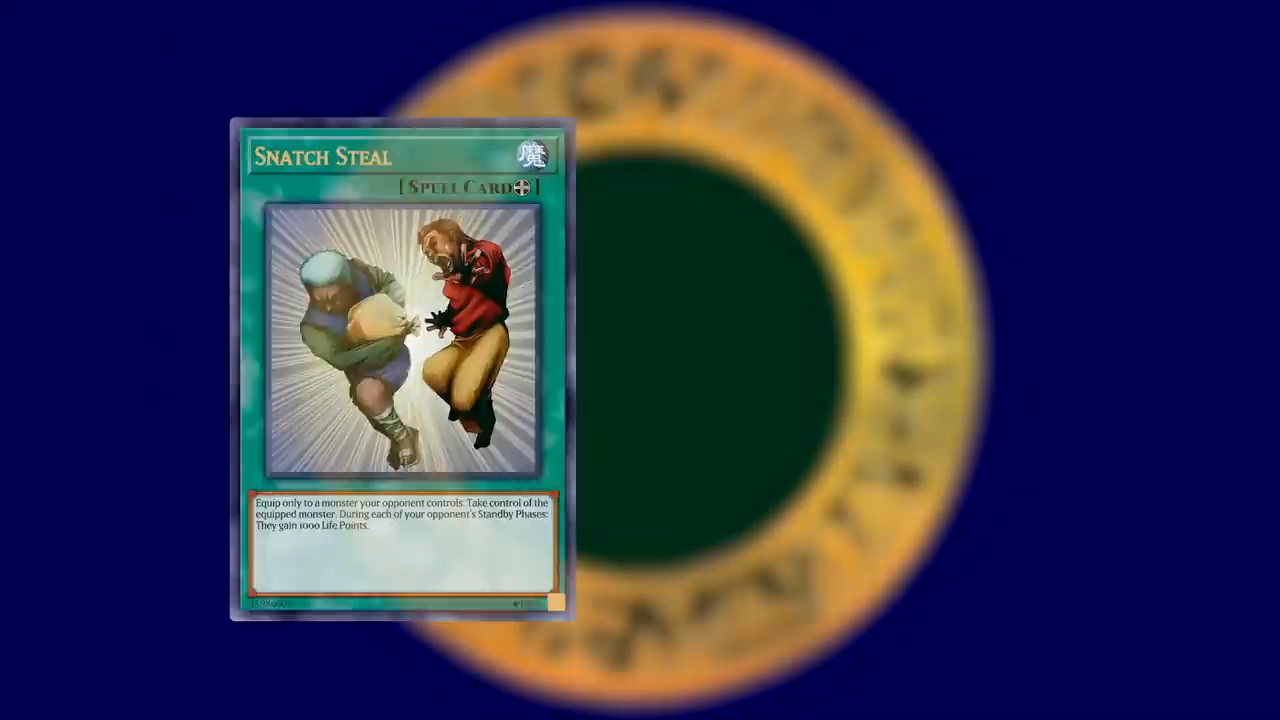 SNATCH STEAL
魔
[ SPELL CARD ]
Equip only to a monster your opponent controls. Take control of the
equipped monster. During each of your opponent's Standby Phases:
They gain 1000 Life Points.